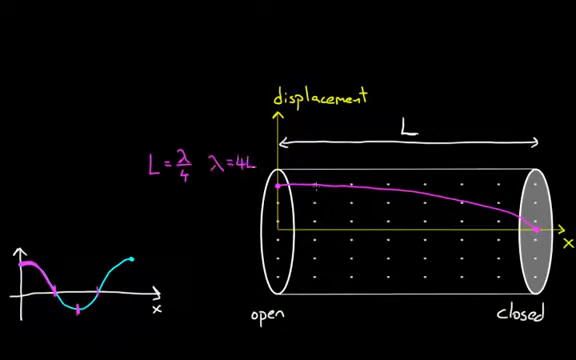 displacement
L
L = λ/4 λ=4L
x
x
open
closed